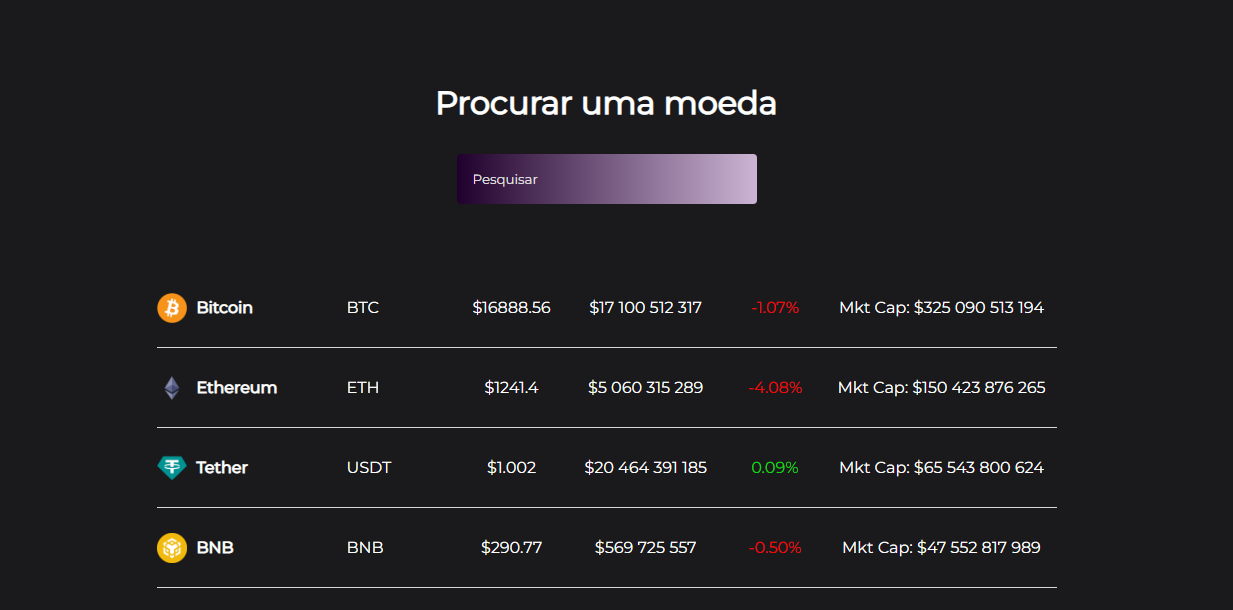 Procurar uma moeda
Pesquisar
Bitcoin BTC $16888.56 $17 100 512 317 -1.07% Mkt Cap: $325 090 513 194
Ethereum ETH $1241.4 $5 060 315 289 -4.08% Mkt Cap: $150 423 876 265
Tether USDT $1.002 $20 464 391 185 0.09% Mkt Cap: $65 543 800 624
BNB BNB $290.77 $569 725 557 -0.50% Mkt Cap: $47 552 817 989